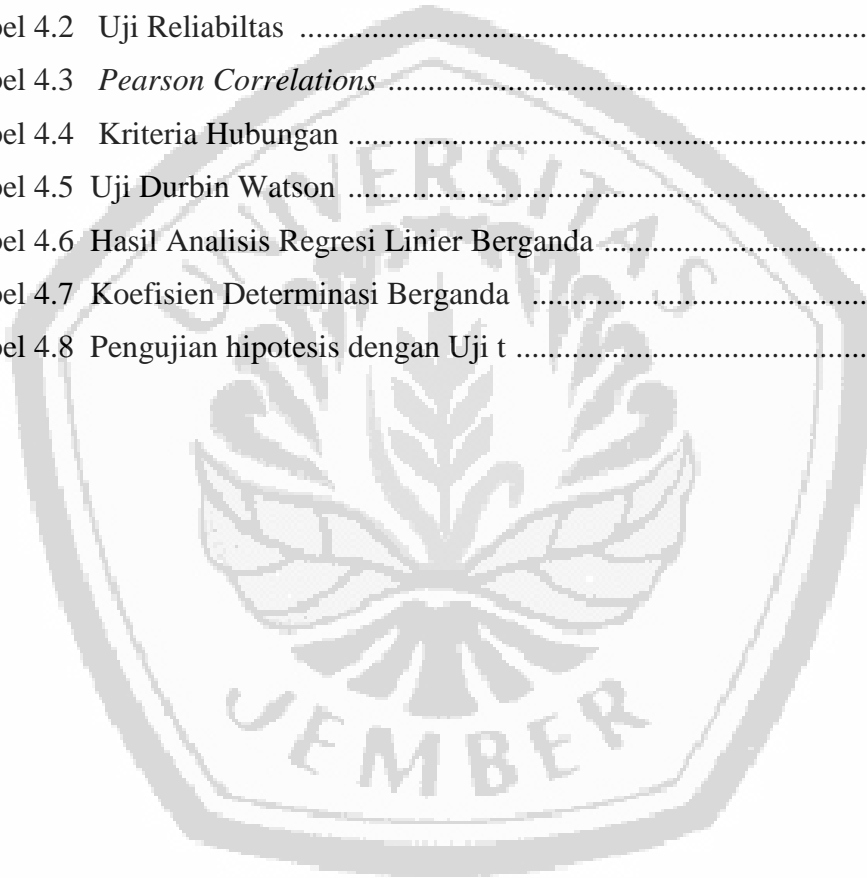 bel 4.2 Uji Reliabiltas ................................................................................
bel 4.3 Pearson Correlations ................................................................................
bel 4.4 Kriteria Hubungan ................................................................................
bel 4.5 Uji Durbin Watson ................................................................................
bel 4.6 Hasil Analisis Regresi Linier Berganda ........................................
bel 4.7 Koefisien Determinasi Berganda ................................................
bel 4.8 Pengujian hipotesis dengan Uji t ................................................
UNIVERSITAS
JEMBER